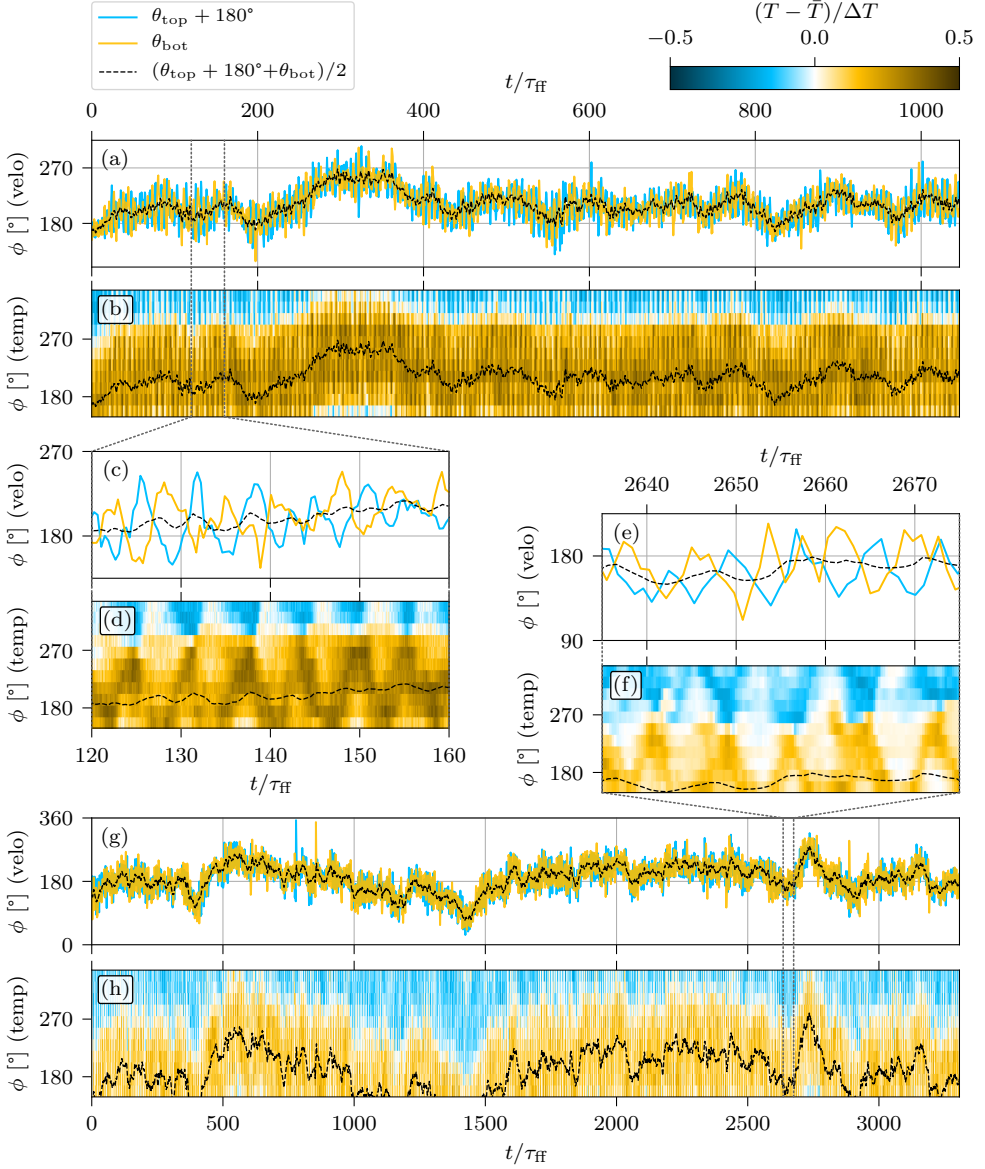 θtop + 180°
θbot
(θtop + 180°+θbot)/2
(T − T̄)/ΔT
−0.5 0.0 0.5
t/τff
0 200 400 600 800 1000
(a)
270
180
ϕ [°] (velo)
(b)
270
180
ϕ [°] (temp)
(c)
270
180
ϕ [°] (velo)
(d)
270
180
ϕ [°] (temp)
120 130 140 150 160
t/τff
t/τff
2640 2650 2660 2670
(e)
180
90
ϕ [°] (velo)
(f)
270
180
ϕ [°] (temp)
(g)
360
180
0
ϕ [°] (velo)
(h)
270
180
ϕ [°] (temp)
0 500 1000 1500 2000 2500 3000
t/τff